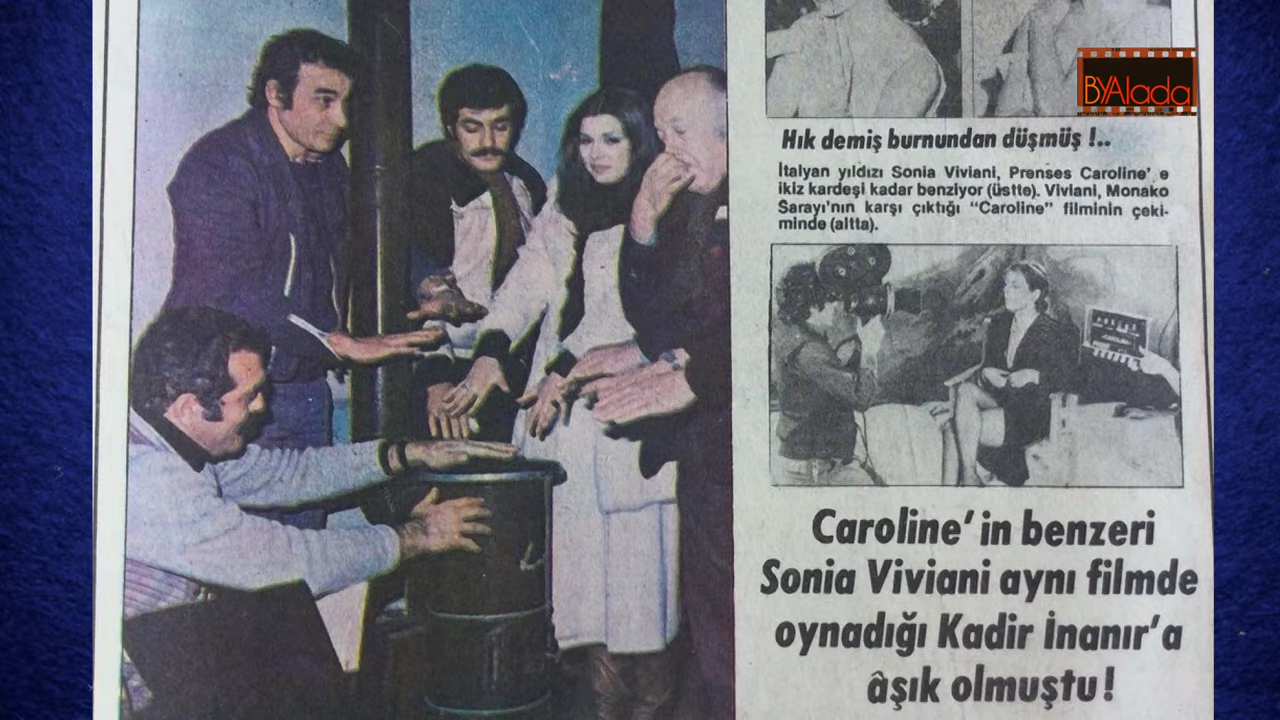 BYAlada
Hık demiş burnundan düşmüş !..
İtalyan yıldızı Sonia Viviani, Prenses Caroline' e
ikiz kardeşi kadar benziyor (üstte). Viviani, Monako
Sarayı'nın karşı çıktığı “Caroline” filminin çeki-
minde (altta).
Caroline' in benzeri
Sonia Viviani aynı filmde
oynadığı Kadir İnanır'a
âşık olmuştu!